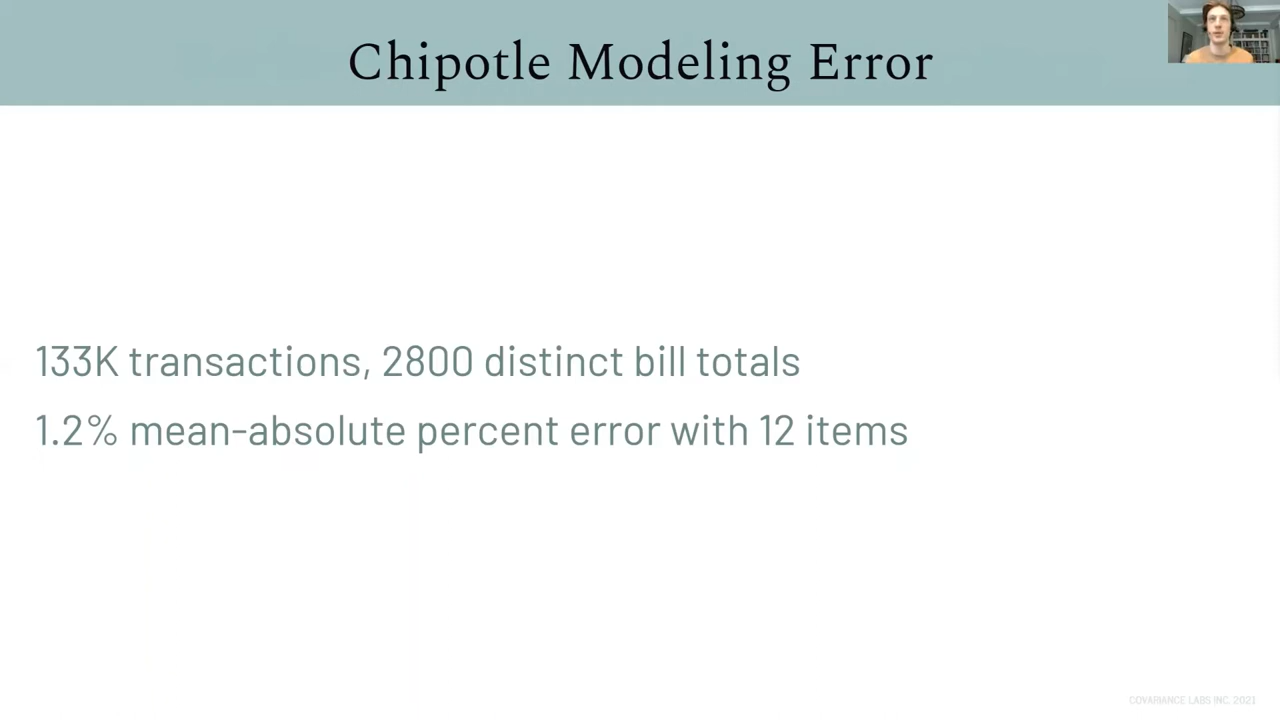 Chipotle Modeling Error
133K transactions, 2800 distinct bill totals
1.2% mean-absolute percent error with 12 items
COVARIANCE LABS INC. 2021